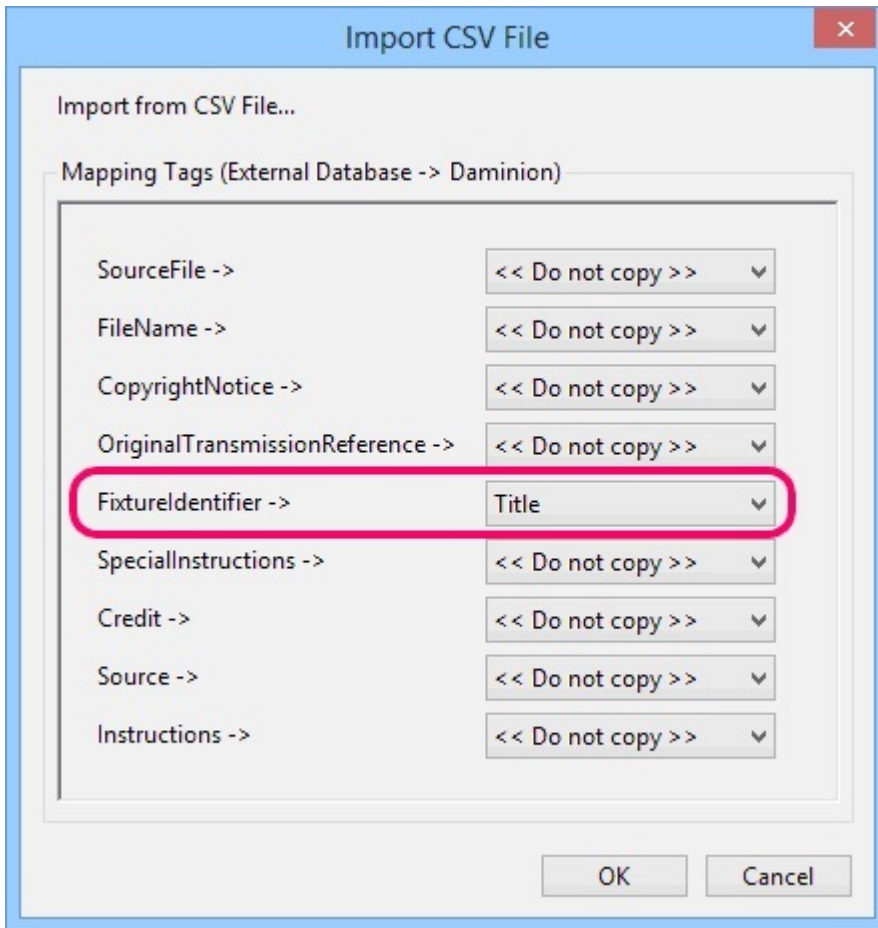 Import CSV File
Import from CSV File...
Mapping Tags (External Database -> Daminion)
SourceFile -> << Do not copy >>
FileName -> << Do not copy >>
CopyrightNotice -> << Do not copy >>
OriginalTransmissionReference -> << Do not copy >>
FixtureIdentifier -> Title
SpecialInstructions -> << Do not copy >>
Credit -> << Do not copy >>
Source -> << Do not copy >>
Instructions -> << Do not copy >>
OK Cancel